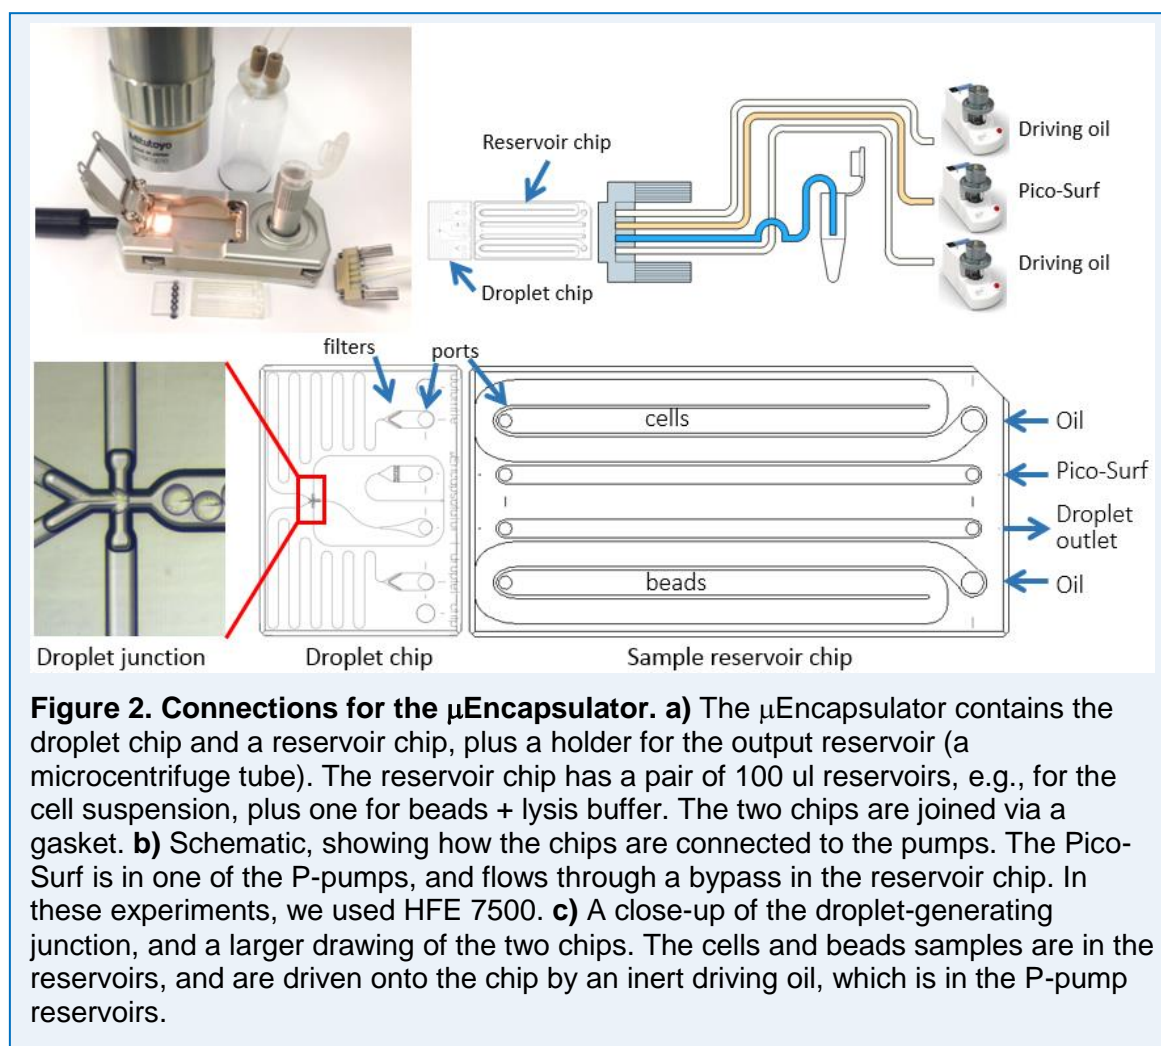 Mitutoyo
Reservoir chip
Driving oil
Pico-Surf
Driving oil
Droplet chip
filters
ports
cells
Oil
Pico-Surf
Droplet
outlet
beads
Oil
Droplet junction
Droplet chip
Sample reservoir chip
Figure 2. Connections for the µEncapsulator. a) The µEncapsulator contains the
droplet chip and a reservoir chip, plus a holder for the output reservoir (a
microcentrifuge tube). The reservoir chip has a pair of 100 ul reservoirs, e.g., for the
cell suspension, plus one for beads + lysis buffer. The two chips are joined via a
gasket. b) Schematic, showing how the chips are connected to the pumps. The Pico-
Surf is in one of the P-pumps, and flows through a bypass in the reservoir chip. In
these experiments, we used HFE 7500. c) A close-up of the droplet-generating
junction, and a larger drawing of the two chips. The cells and beads samples are in the
reservoirs, and are driven onto the chip by an inert driving oil, which is in the P-pump
reservoirs.